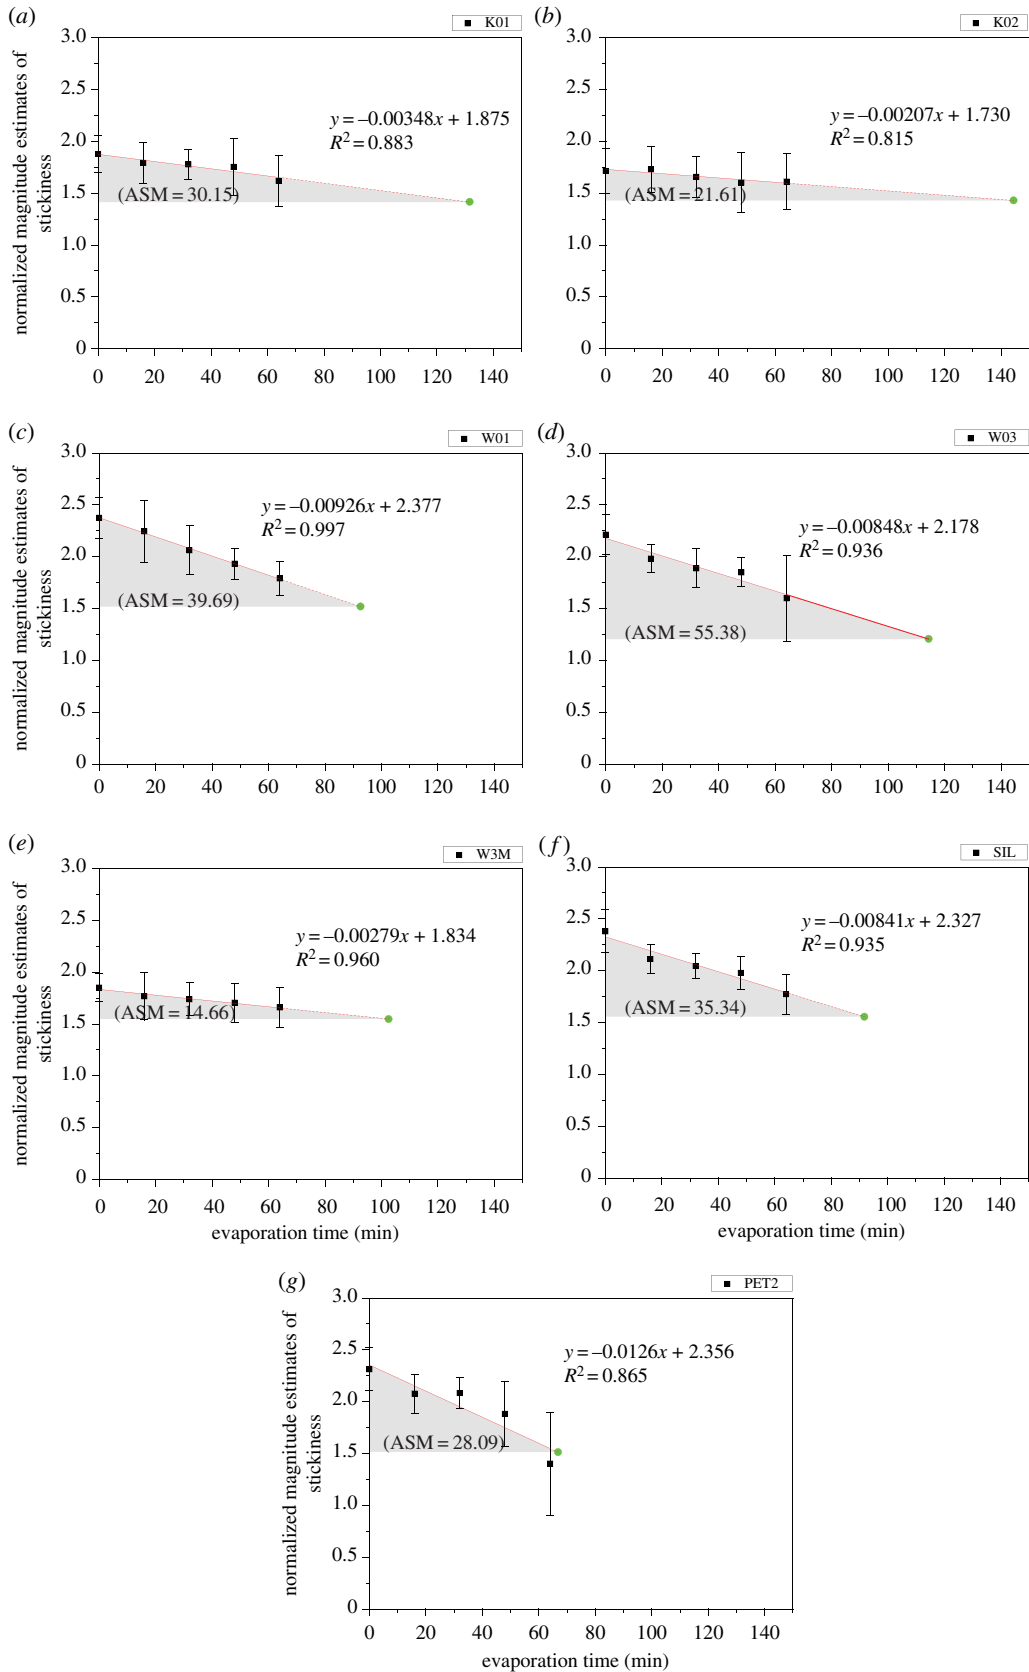 (a)
K01
3.0
2.5
2.0
1.5
1.0
0.5
0
normalized magnitude estimates of
stickiness
y = –0.00348x + 1.875
R² = 0.883
(ASM = 30.15)
0 20 40 60 80 100 120 140
(b)
K02
3.0
2.5
2.0
1.5
1.0
0.5
0
y = –0.00207x + 1.730
R² = 0.815
(ASM = 21.61)
0 20 40 60 80 100 120 140
(c)
W01
3.0
2.5
2.0
1.5
1.0
0.5
0
normalized magnitude estimates of
stickiness
y = –0.00926x + 2.377
R² = 0.997
(ASM = 39.69)
0 20 40 60 80 100 120 140
(d)
W03
3.0
2.5
2.0
1.5
1.0
0.5
0
y = –0.00848x + 2.178
R² = 0.936
(ASM = 55.38)
0 20 40 60 80 100 120 140
(e)
W3M
3.0
2.5
2.0
1.5
1.0
0.5
0
normalized magnitude estimates of
stickiness
y = –0.00279x + 1.834
R² = 0.960
(ASM = 14.66)
0 20 40 60 80 100 120 140
evaporation time (min)
(f)
SIL
3.0
2.5
2.0
1.5
1.0
0.5
0
y = –0.00841x + 2.327
R² = 0.935
(ASM = 35.34)
0 20 40 60 80 100 120 140
evaporation time (min)
(g)
PET2
3.0
2.5
2.0
1.5
1.0
0.5
0
normalized magnitude estimates of
stickiness
y = –0.0126x + 2.356
R² = 0.865
(ASM = 28.09)
0 20 40 60 80 100 120 140
evaporation time (min)